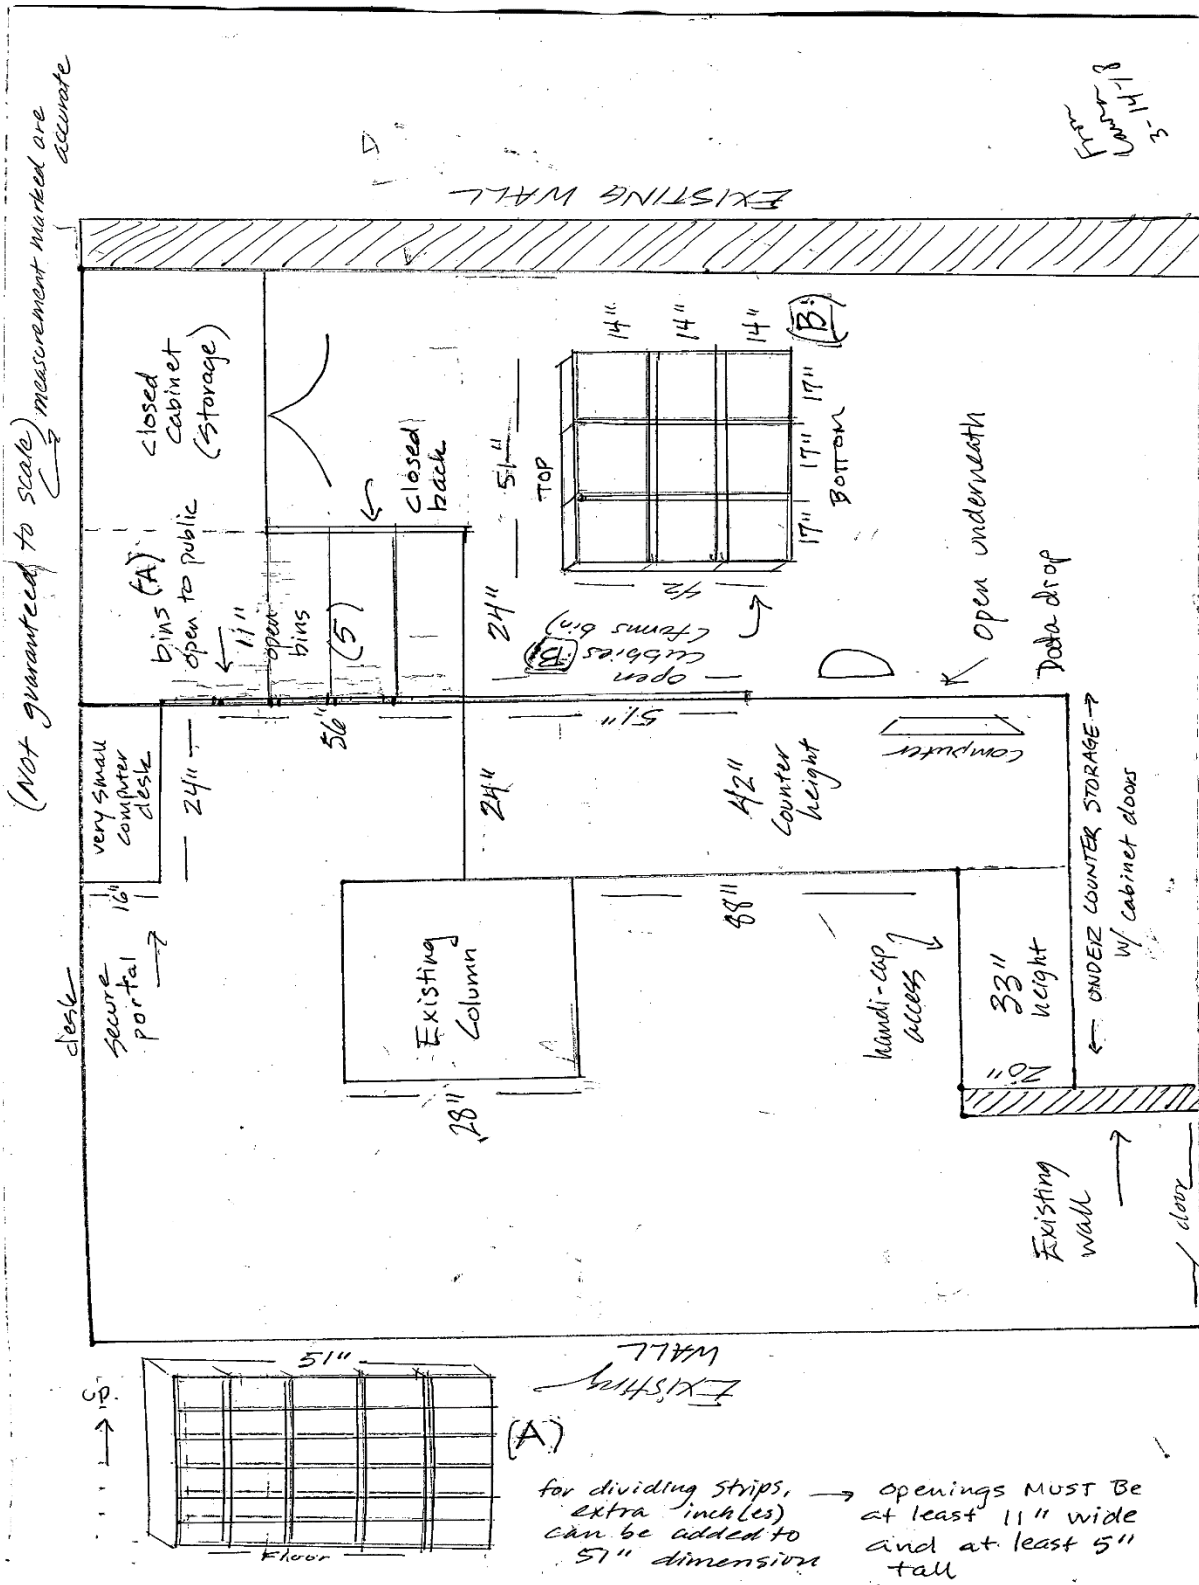 (Not guaranteed to scale)
↳ measurement marked are
accurate
From
3-14-18
EXISTING WALL
closed
cabinet
(storage)
bins (A)
open to public
← 11"
open
bins
(5)
closed
back
very small
computer
desk
24"
16"
secure
portal
desk
56"
24"
51"
TOP
14"
14"
14"
(B)
17"
17"
17"
BOTTOM
42
open
cubbies (B)
(forms bin)
51"
24"
42"
Counter
height
computer
open underneath
Data drop
Existing
Column
28"
88"
handi-cap
access
33"
height
20"
← UNDER COUNTER STORAGE →
w/ cabinet doors
Existing
wall
door
Existing
WALL
up.
51"
Floor
(A)
for dividing strips,
extra inch(es)
can be added to
51" dimension
→ openings MUST BE
at least 11" wide
and at least 5"
tall